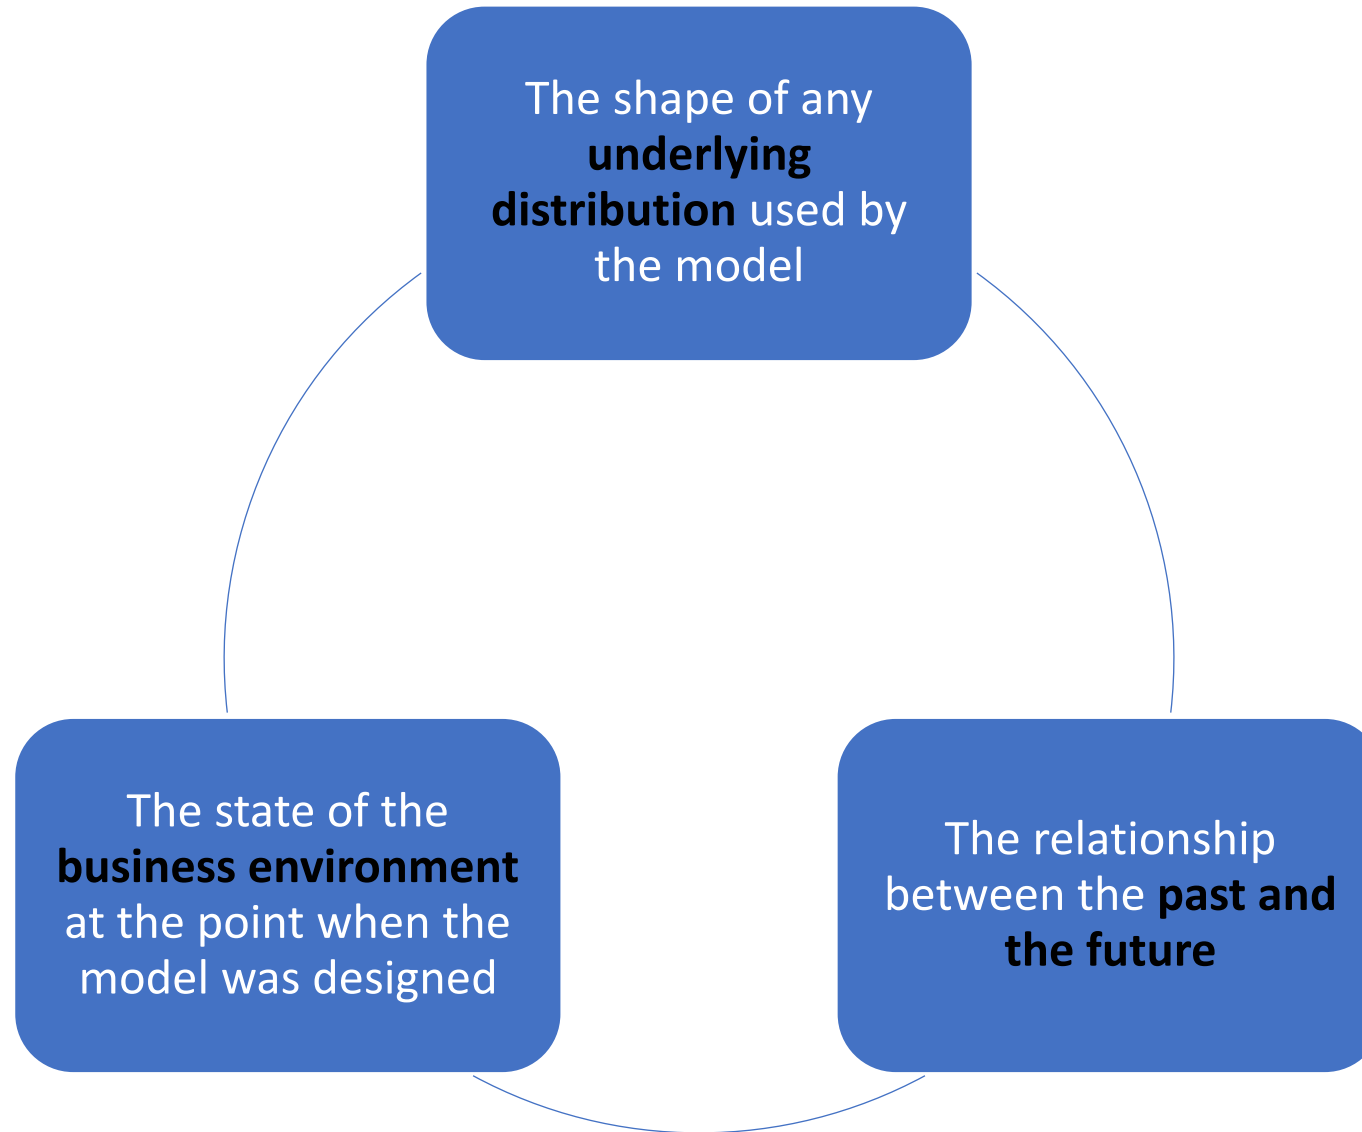 The shape of any
underlying
distribution used by
the model
The state of the
business environment
at the point when the
model was designed
The relationship
between the past and
the future